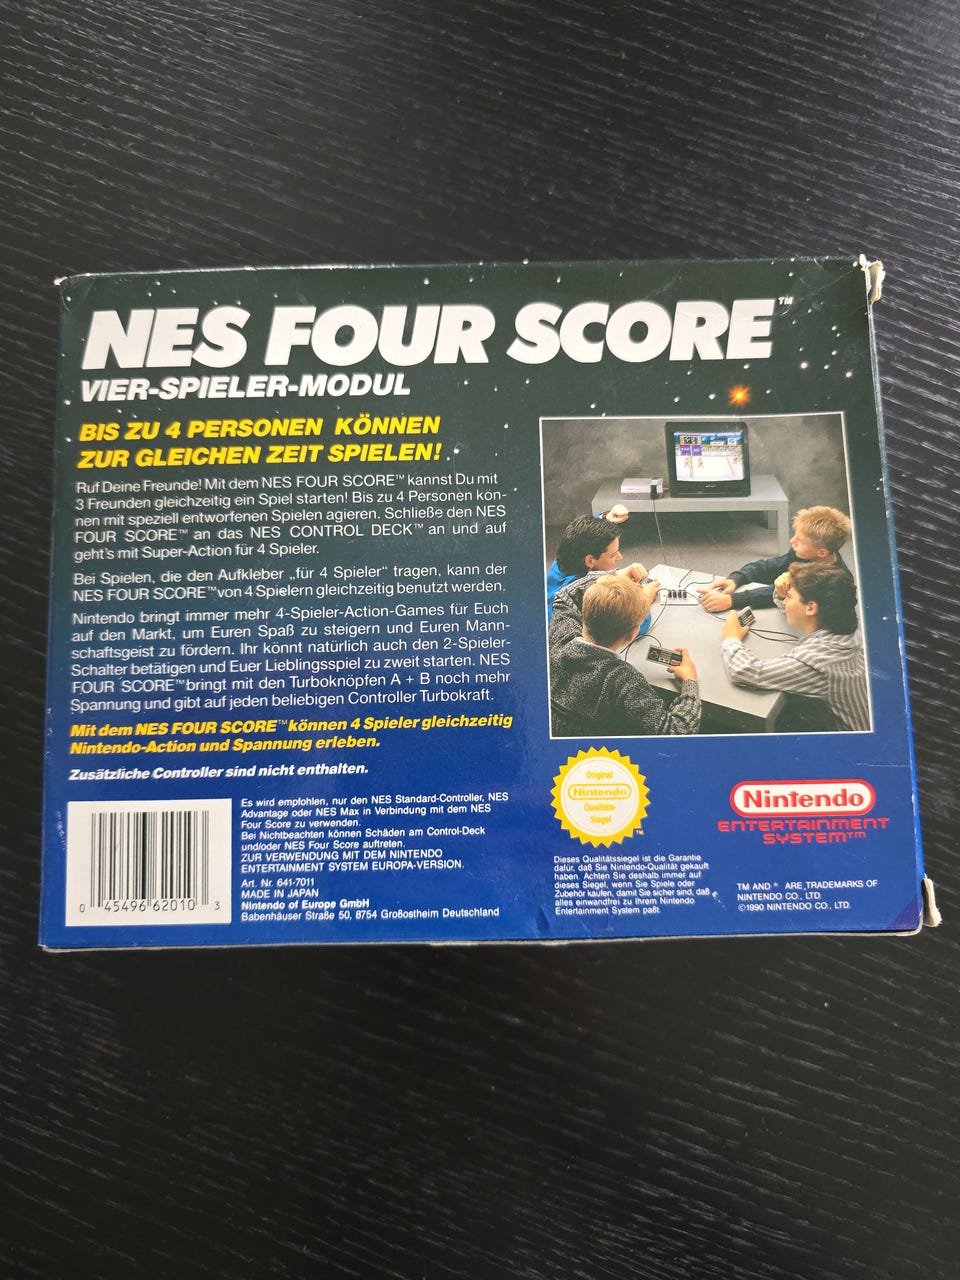 NES FOUR SCORE™
VIER-SPIELER-MODUL
BIS ZU 4 PERSONEN KÖNNEN
ZUR GLEICHEN ZEIT SPIELEN!
Ruf Deine Freunde! Mit dem NES FOUR SCORE™ kannst Du mit
3 Freunden gleichzeitig ein Spiel starten! Bis zu 4 Personen kön-
nen mit speziell entworfenen Spielen agieren. Schließe den NES
FOUR SCORE™ an das NES CONTROL DECK™ an und auf
geht's mit Super-Action für 4 Spieler.
Bei Spielen, die den Aufkleber „für 4 Spieler" tragen, kann der
NES FOUR SCORE™ von 4 Spielern gleichzeitig benutzt werden.
Nintendo bringt immer mehr 4-Spieler-Action-Games für Euch
auf den Markt, um Euren Spaß zu steigern und Euren Mann-
schaftsgeist zu fördern. Ihr könnt natürlich auch den 2-Spieler-
Schalter betätigen und Euer Lieblingsspiel zu zweit starten. NES
FOUR SCORE™ bringt mit den Turboknöpfen A + B noch mehr
Spannung und gibt auf jeden beliebigen Controller Turbokraft.
Mit dem NES FOUR SCORE™ können 4 Spieler gleichzeitig
Nintendo-Action und Spannung erleben.
Zusätzliche Controller sind nicht enthalten.
Es wird empfohlen, nur den NES Standard-Controller, NES
Advantage oder NES Max in Verbindung mit dem NES
Four Score zu verwenden.
Bei Nichtbeachten können Schäden am Control-Deck
und/oder NES Four Score auftreten.
ZUR VERWENDUNG MIT DEM NINTENDO
ENTERTAINMENT SYSTEM EUROPA-VERSION.
Art. Nr. 641-7011
MADE IN JAPAN
Nintendo of Europe GmbH
Babenhäuser Straße 50, 8754 Großostheim Deutschland
0 45496 62010 3
Original
Nintendo
Qualitäts-
Siegel
TM
Dieses Qualitätssiegel ist die Garantie
dafür, daß Sie Nintendo-Qualität gekauft
haben. Achten Sie deshalb immer auf
dieses Siegel, wenn Sie Spiele oder
Zubehör kaufen, damit Sie sicher sind, daß
alles einwandfrei zu Ihrem Nintendo
Entertainment System paßt.
Nintendo
ENTERTAINMENT
SYSTEM™
TM AND ® ARE TRADEMARKS OF
NINTENDO CO., LTD.
©1990 NINTENDO CO., LTD.